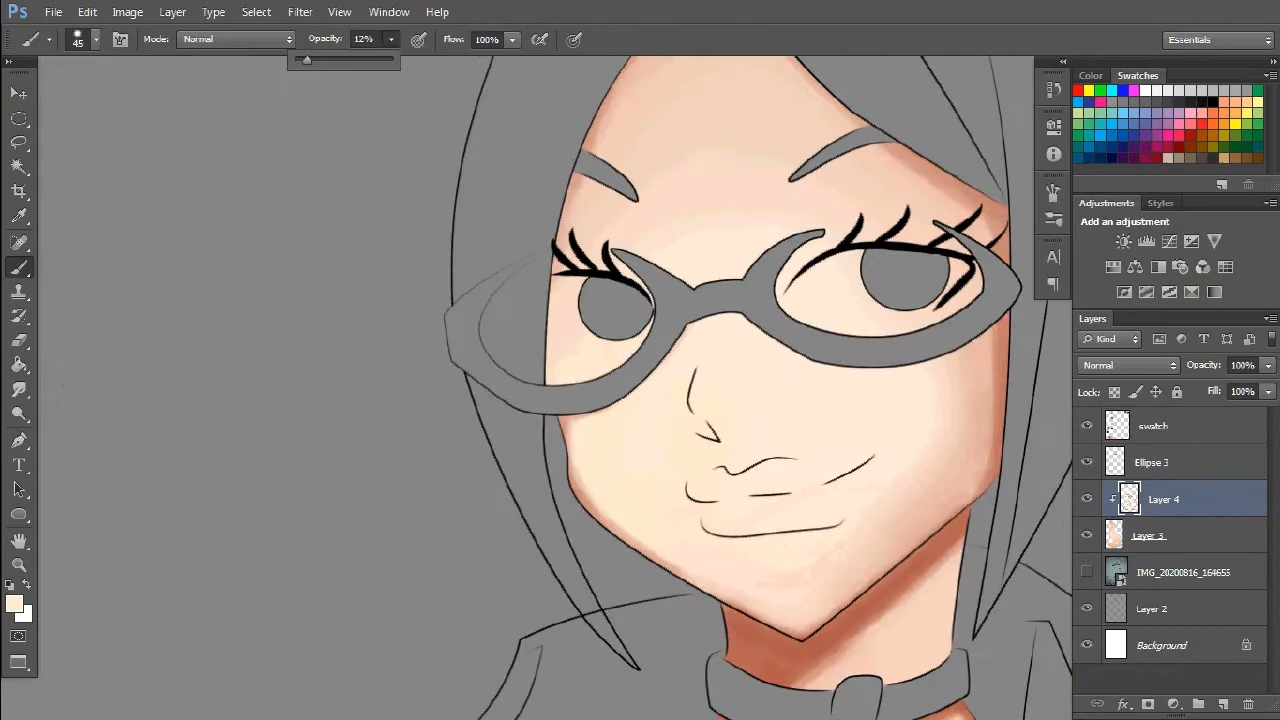 Ps File Edit Image Layer Type Select Filter View Window Help
45 Mode: Normal Opacity: 12% Flow: 100% Essentials
Color Swatches
Adjustments Styles
Add an adjustment
Layers
Kind
Normal Opacity: 100%
Lock: Fill: 100%
swatch
Ellipse 3
Layer 4
Layer 3
IMG_20200816_164655
Layer 2
Background